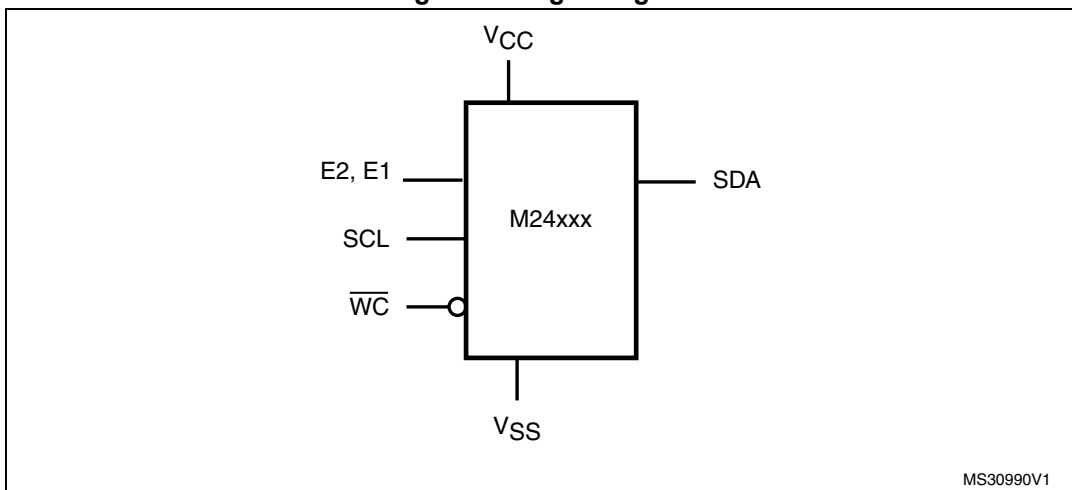 VCC
E2, E1
SDA
M24xxx
SCL
WC
VSS
MS30990V1